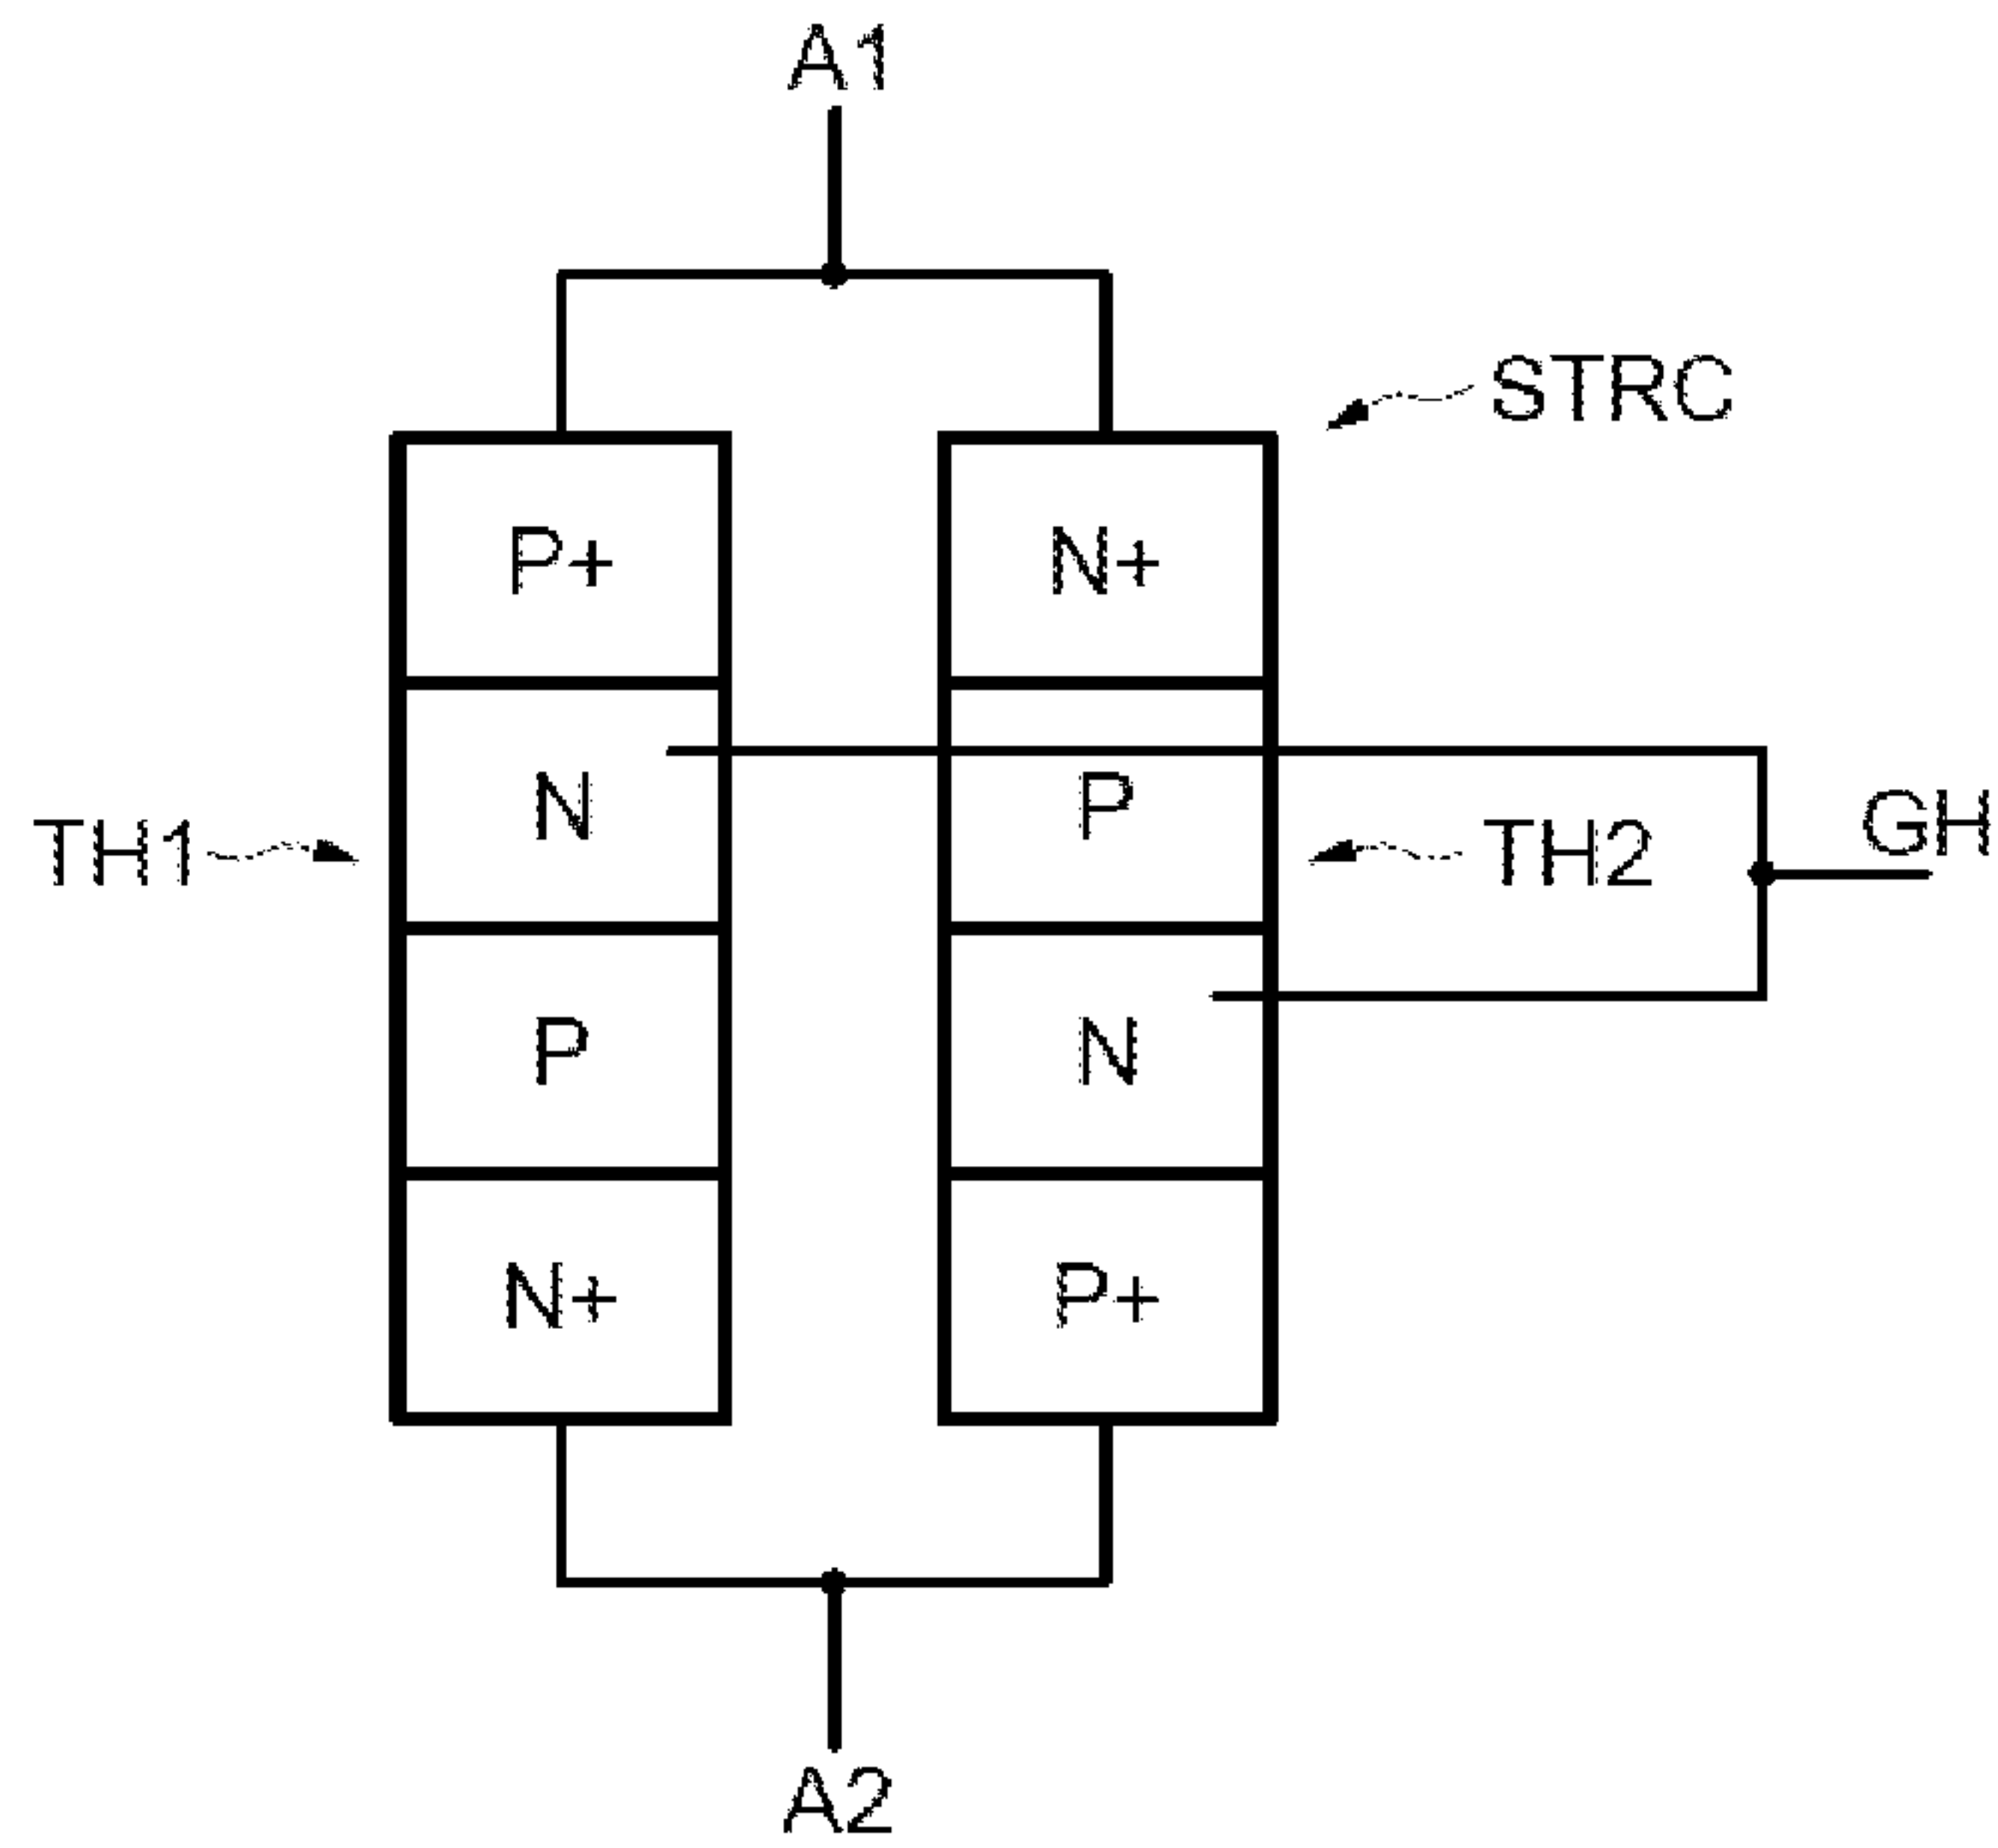 A1
STRC
P+ N+
N P
TH1 TH2 GH
P N
N+ P+
A2